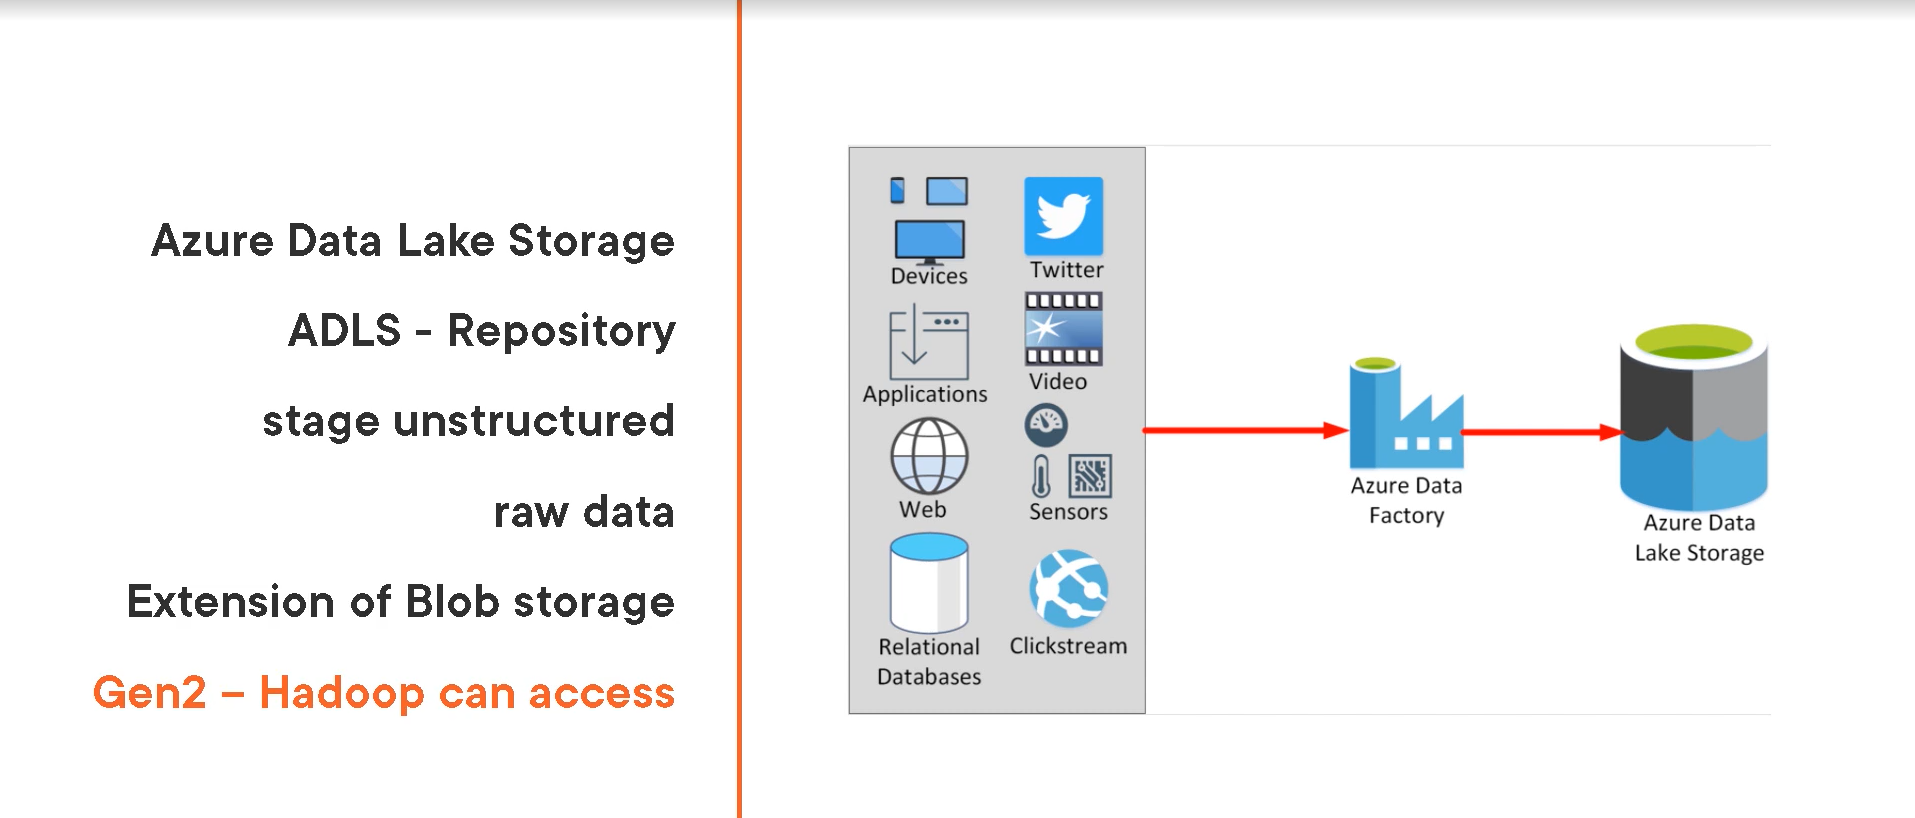 Azure Data Lake Storage
ADLS - Repository
stage unstructured
raw data
Extension of Blob storage
Gen2 – Hadoop can access
Devices
Twitter
Applications
Video
Web
Sensors
Relational
Databases
Clickstream
Azure Data
Factory
Azure Data
Lake Storage